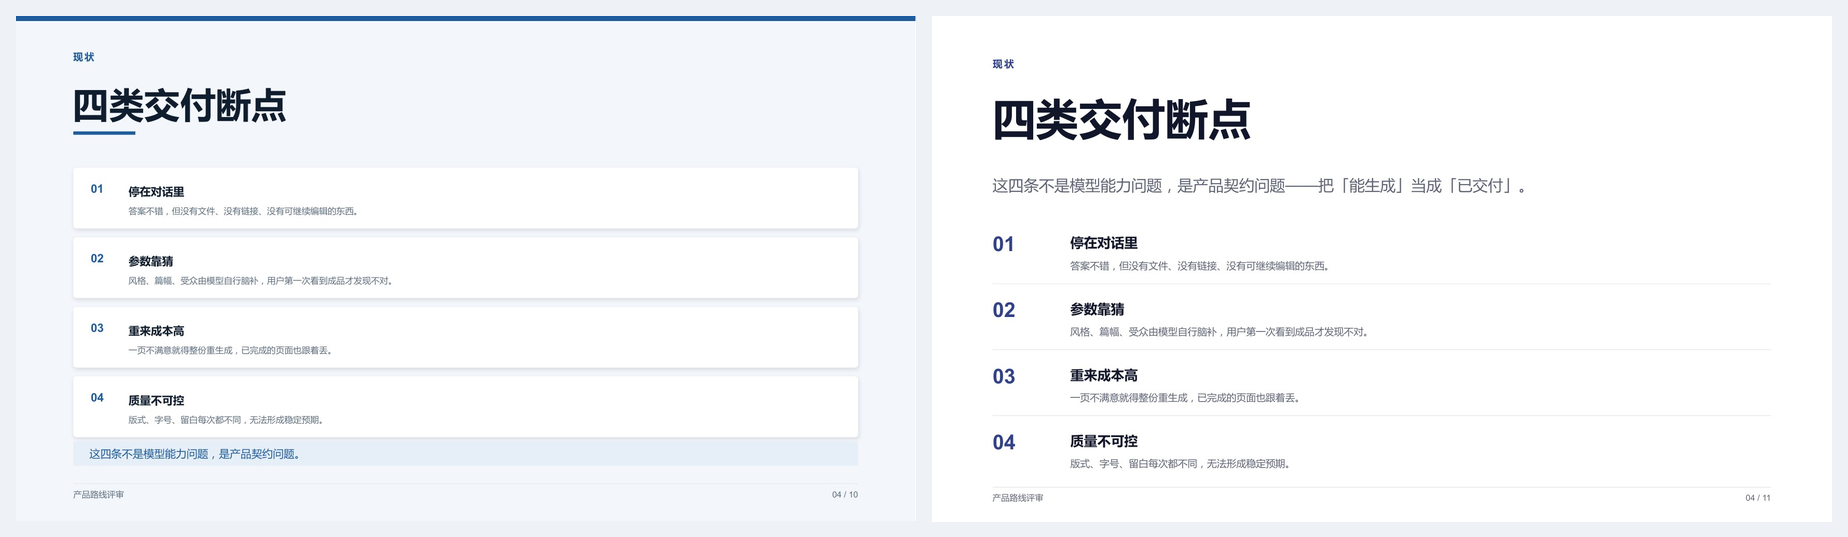 现状
四类交付断点
01
停在对话里
答案不错，但没有文件、没有链接、没有可继续编辑的东西。
02
参数靠猜
风格、篇幅、受众由模型自行脑补，用户第一次看到成品才发现不对。
03
重来成本高
一页不满意就得整份重生成，已完成的页面也跟着丢。
04
质量不可控
版式、字号、留白每次都不同，无法形成稳定预期。
这四条不是模型能力问题，是产品契约问题。
产品路线评审
04 / 10
现状
四类交付断点
这四条不是模型能力问题，是产品契约问题——把「能生成」当成「已交付」。
01
停在对话里
答案不错，但没有文件、没有链接、没有可继续编辑的东西。
02
参数靠猜
风格、篇幅、受众由模型自行脑补，用户第一次看到成品才发现不对。
03
重来成本高
一页不满意就得整份重生成，已完成的页面也跟着丢。
04
质量不可控
版式、字号、留白每次都不同，无法形成稳定预期。
产品路线评审
04 / 11